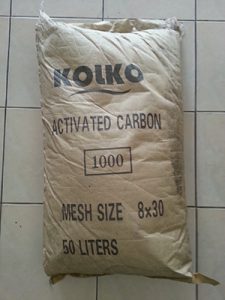 KOLKO
ACTIVATED CARBON
1000
MESH SIZE 8x30
50 LITERS